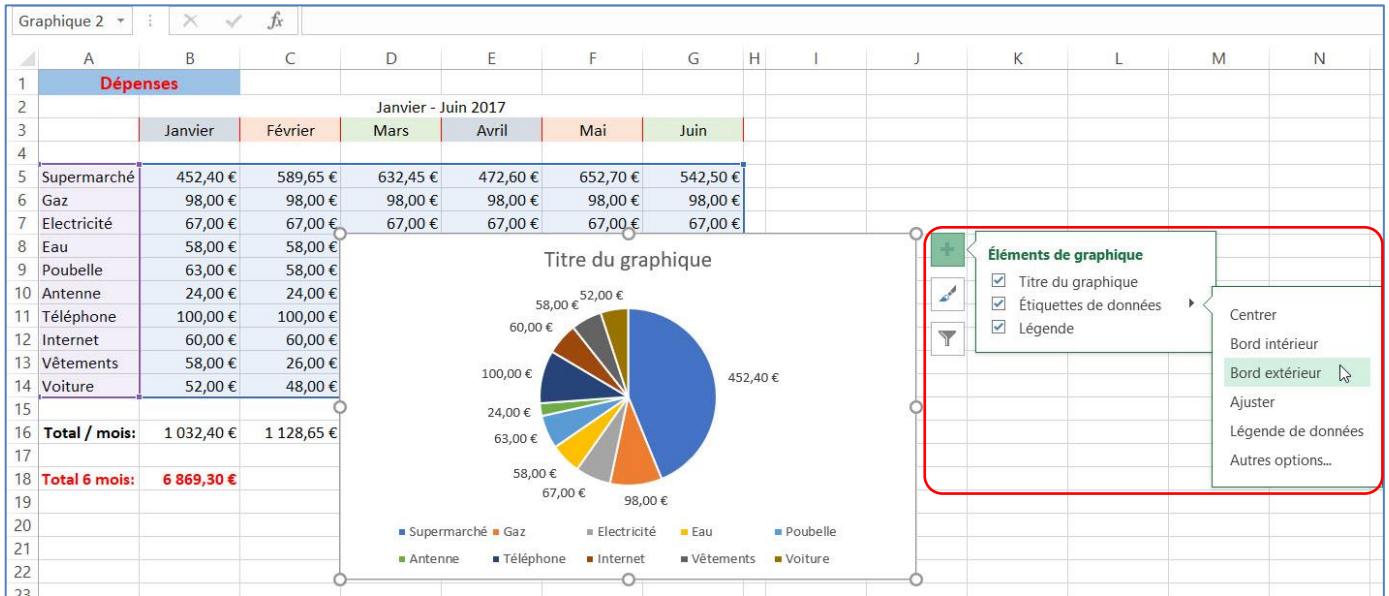 Graphique 2 fx
A B C D E F G H I J K L M N
1 Dépenses
2 Janvier - Juin 2017
3 Janvier Février Mars Avril Mai Juin
4
5 Supermarché 452,40 € 589,65 € 632,45 € 472,60 € 652,70 € 542,50 €
6 Gaz 98,00 € 98,00 € 98,00 € 98,00 € 98,00 € 98,00 €
7 Electricité 67,00 € 67,00 € 67,00 € 67,00 € 67,00 € 67,00 €
8 Eau 58,00 € 58,00 €
9 Poubelle 63,00 € 58,00 €
10 Antenne 24,00 € 24,00 €
11 Téléphone 100,00 € 100,00 €
12 Internet 60,00 € 60,00 €
13 Vêtements 58,00 € 26,00 €
14 Voiture 52,00 € 48,00 €
15
16 Total / mois: 1 032,40 € 1 128,65 €
17
18 Total 6 mois: 6 869,30 €
19
20
21
22
23
Titre du graphique
52,00 €
58,00 €
60,00 €
100,00 €
452,40 €
24,00 €
63,00 €
58,00 €
67,00 €
98,00 €
Supermarché Gaz Electricité Eau Poubelle
Antenne Téléphone Internet Vêtements Voiture
Éléments de graphique
Titre du graphique
Étiquettes de données
Légende
Centrer
Bord intérieur
Bord extérieur
Ajuster
Légende de données
Autres options...